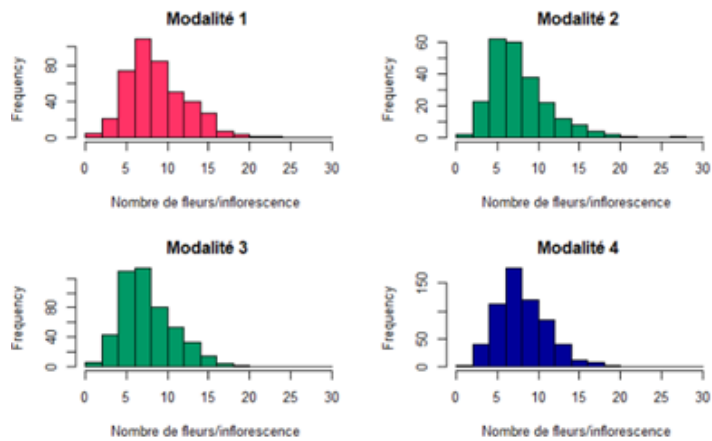 Modalité 1
Frequency
0 40 80
0 5 10 15 20 25 30
Nombre de fleurs/inflorescence
Modalité 2
Frequency
0 20 40 60
0 5 10 15 20 25 30
Nombre de fleurs/inflorescence
Modalité 3
Frequency
0 40 80
0 5 10 15 20 25 30
Nombre de fleurs/inflorescence
Modalité 4
Frequency
0 50 150
0 5 10 15 20 25 30
Nombre de fleurs/inflorescence